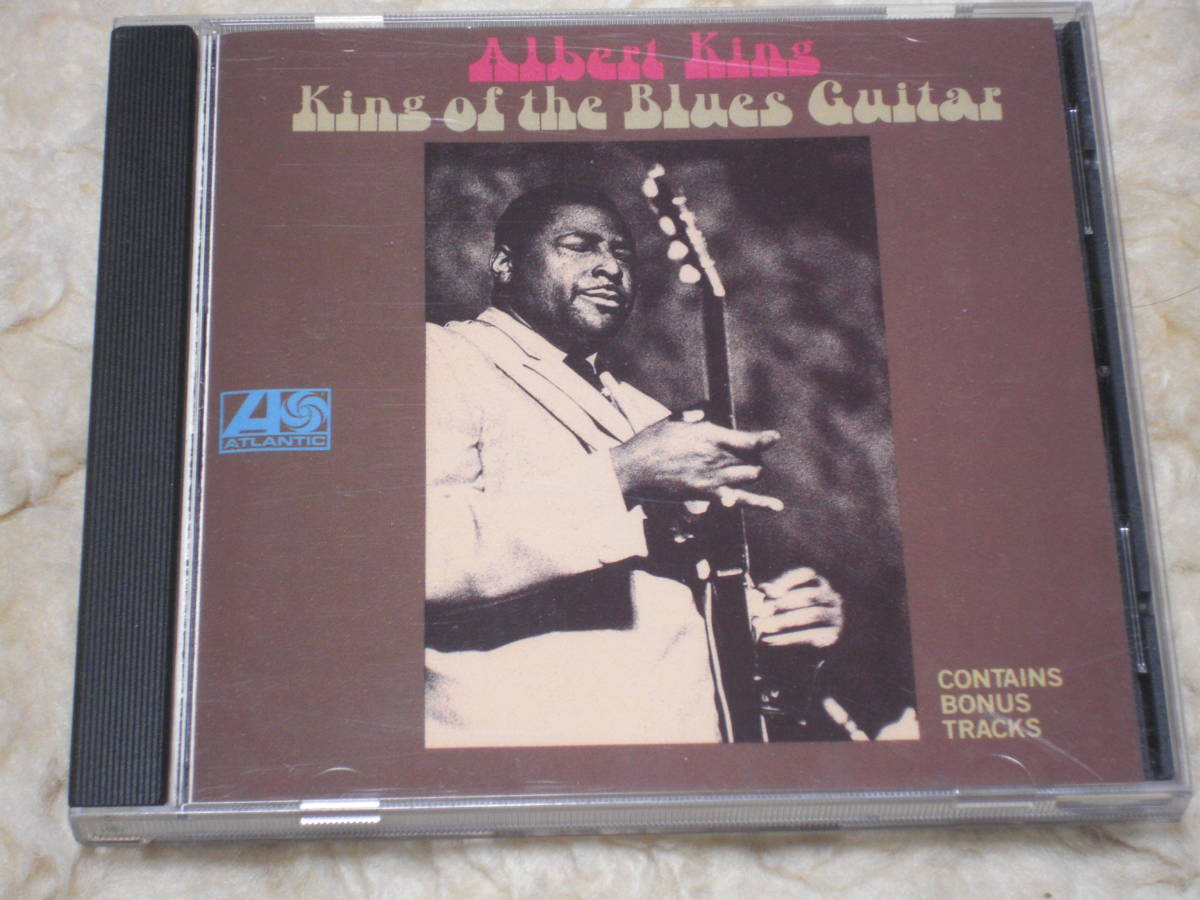 Albert King
King of the Blues Guitar
ATLANTIC
CONTAINS
BONUS
TRACKS